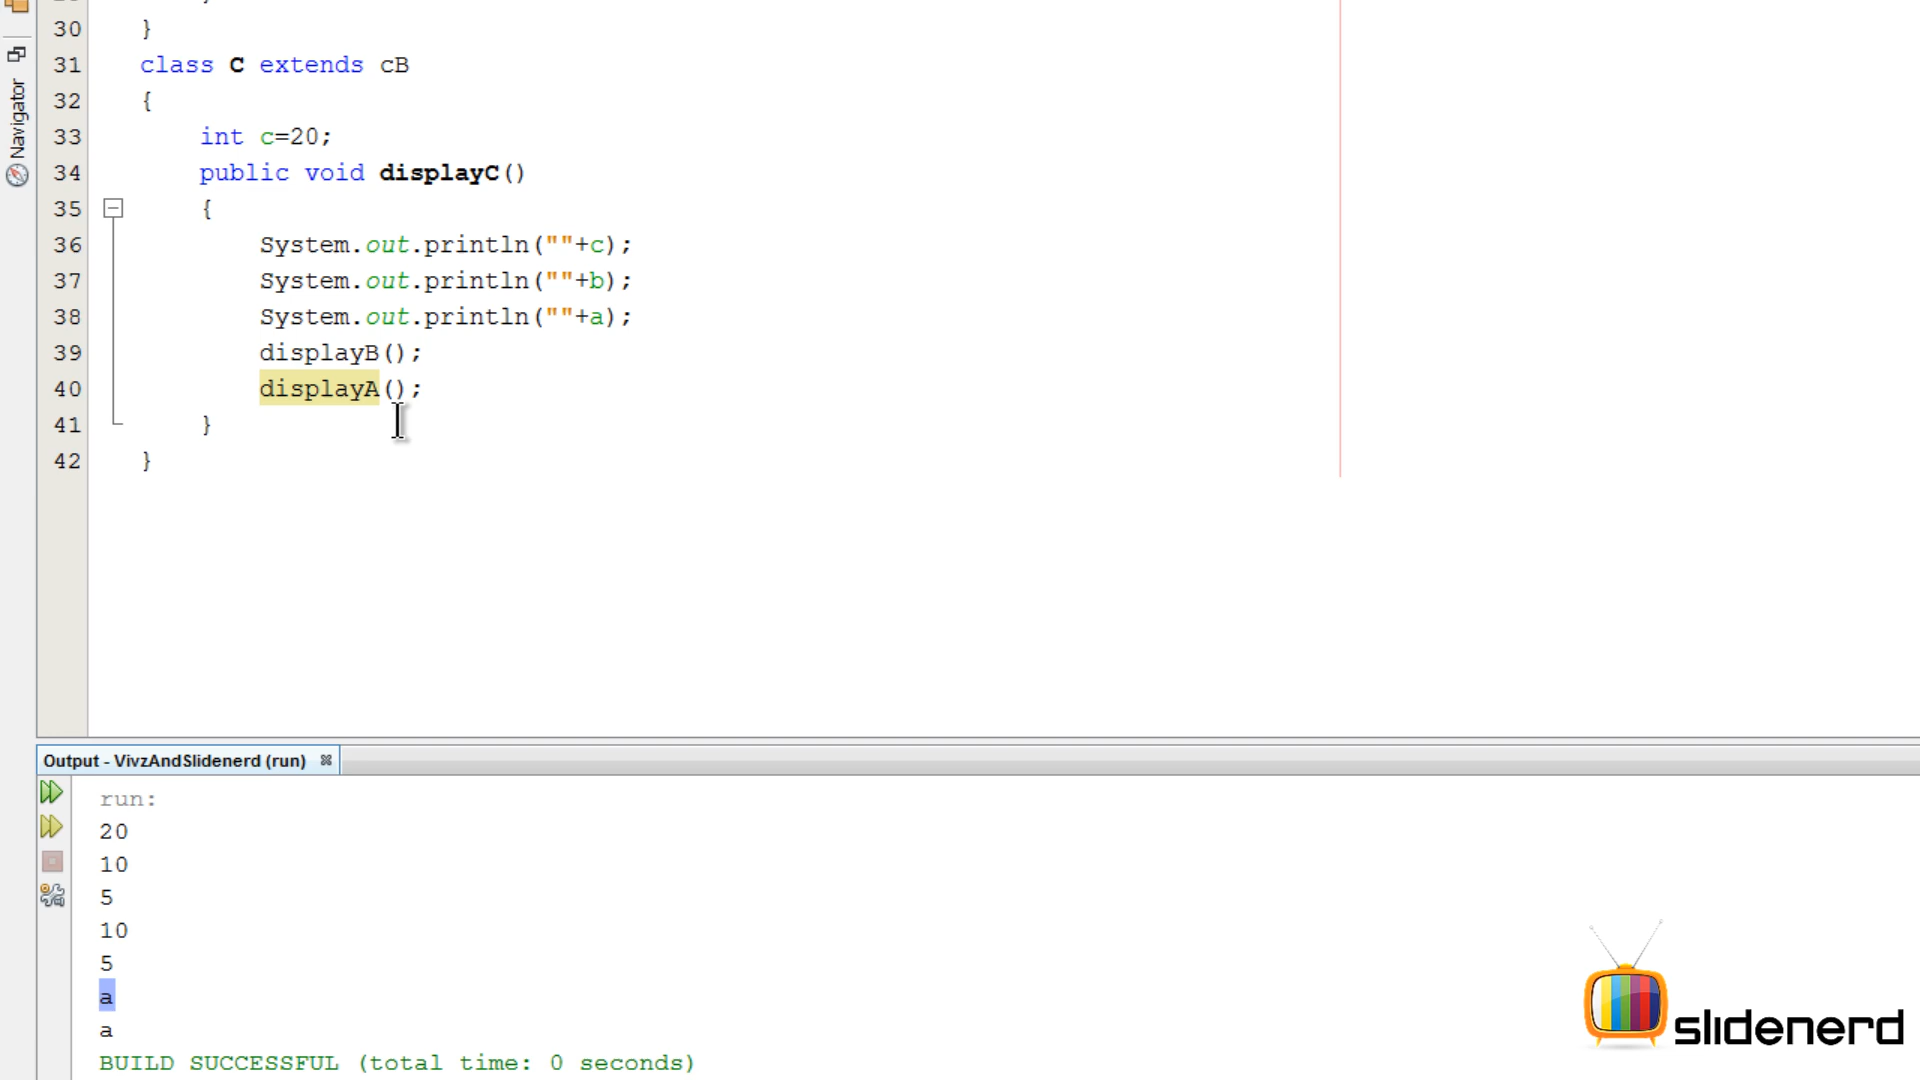 30 }
Navigator
31 class C extends cB
32 {
33 int c=20;
34 public void displayC()
35 {
36 System.out.println(""+c);
37 System.out.println(""+b);
38 System.out.println(""+a);
39 displayB();
40 displayA();
41 }
42 }
Output - VivzAndSlidenerd (run)
run:
20
10
5
10
5
a
a
BUILD SUCCESSFUL (total time: 0 seconds)
slidenerd